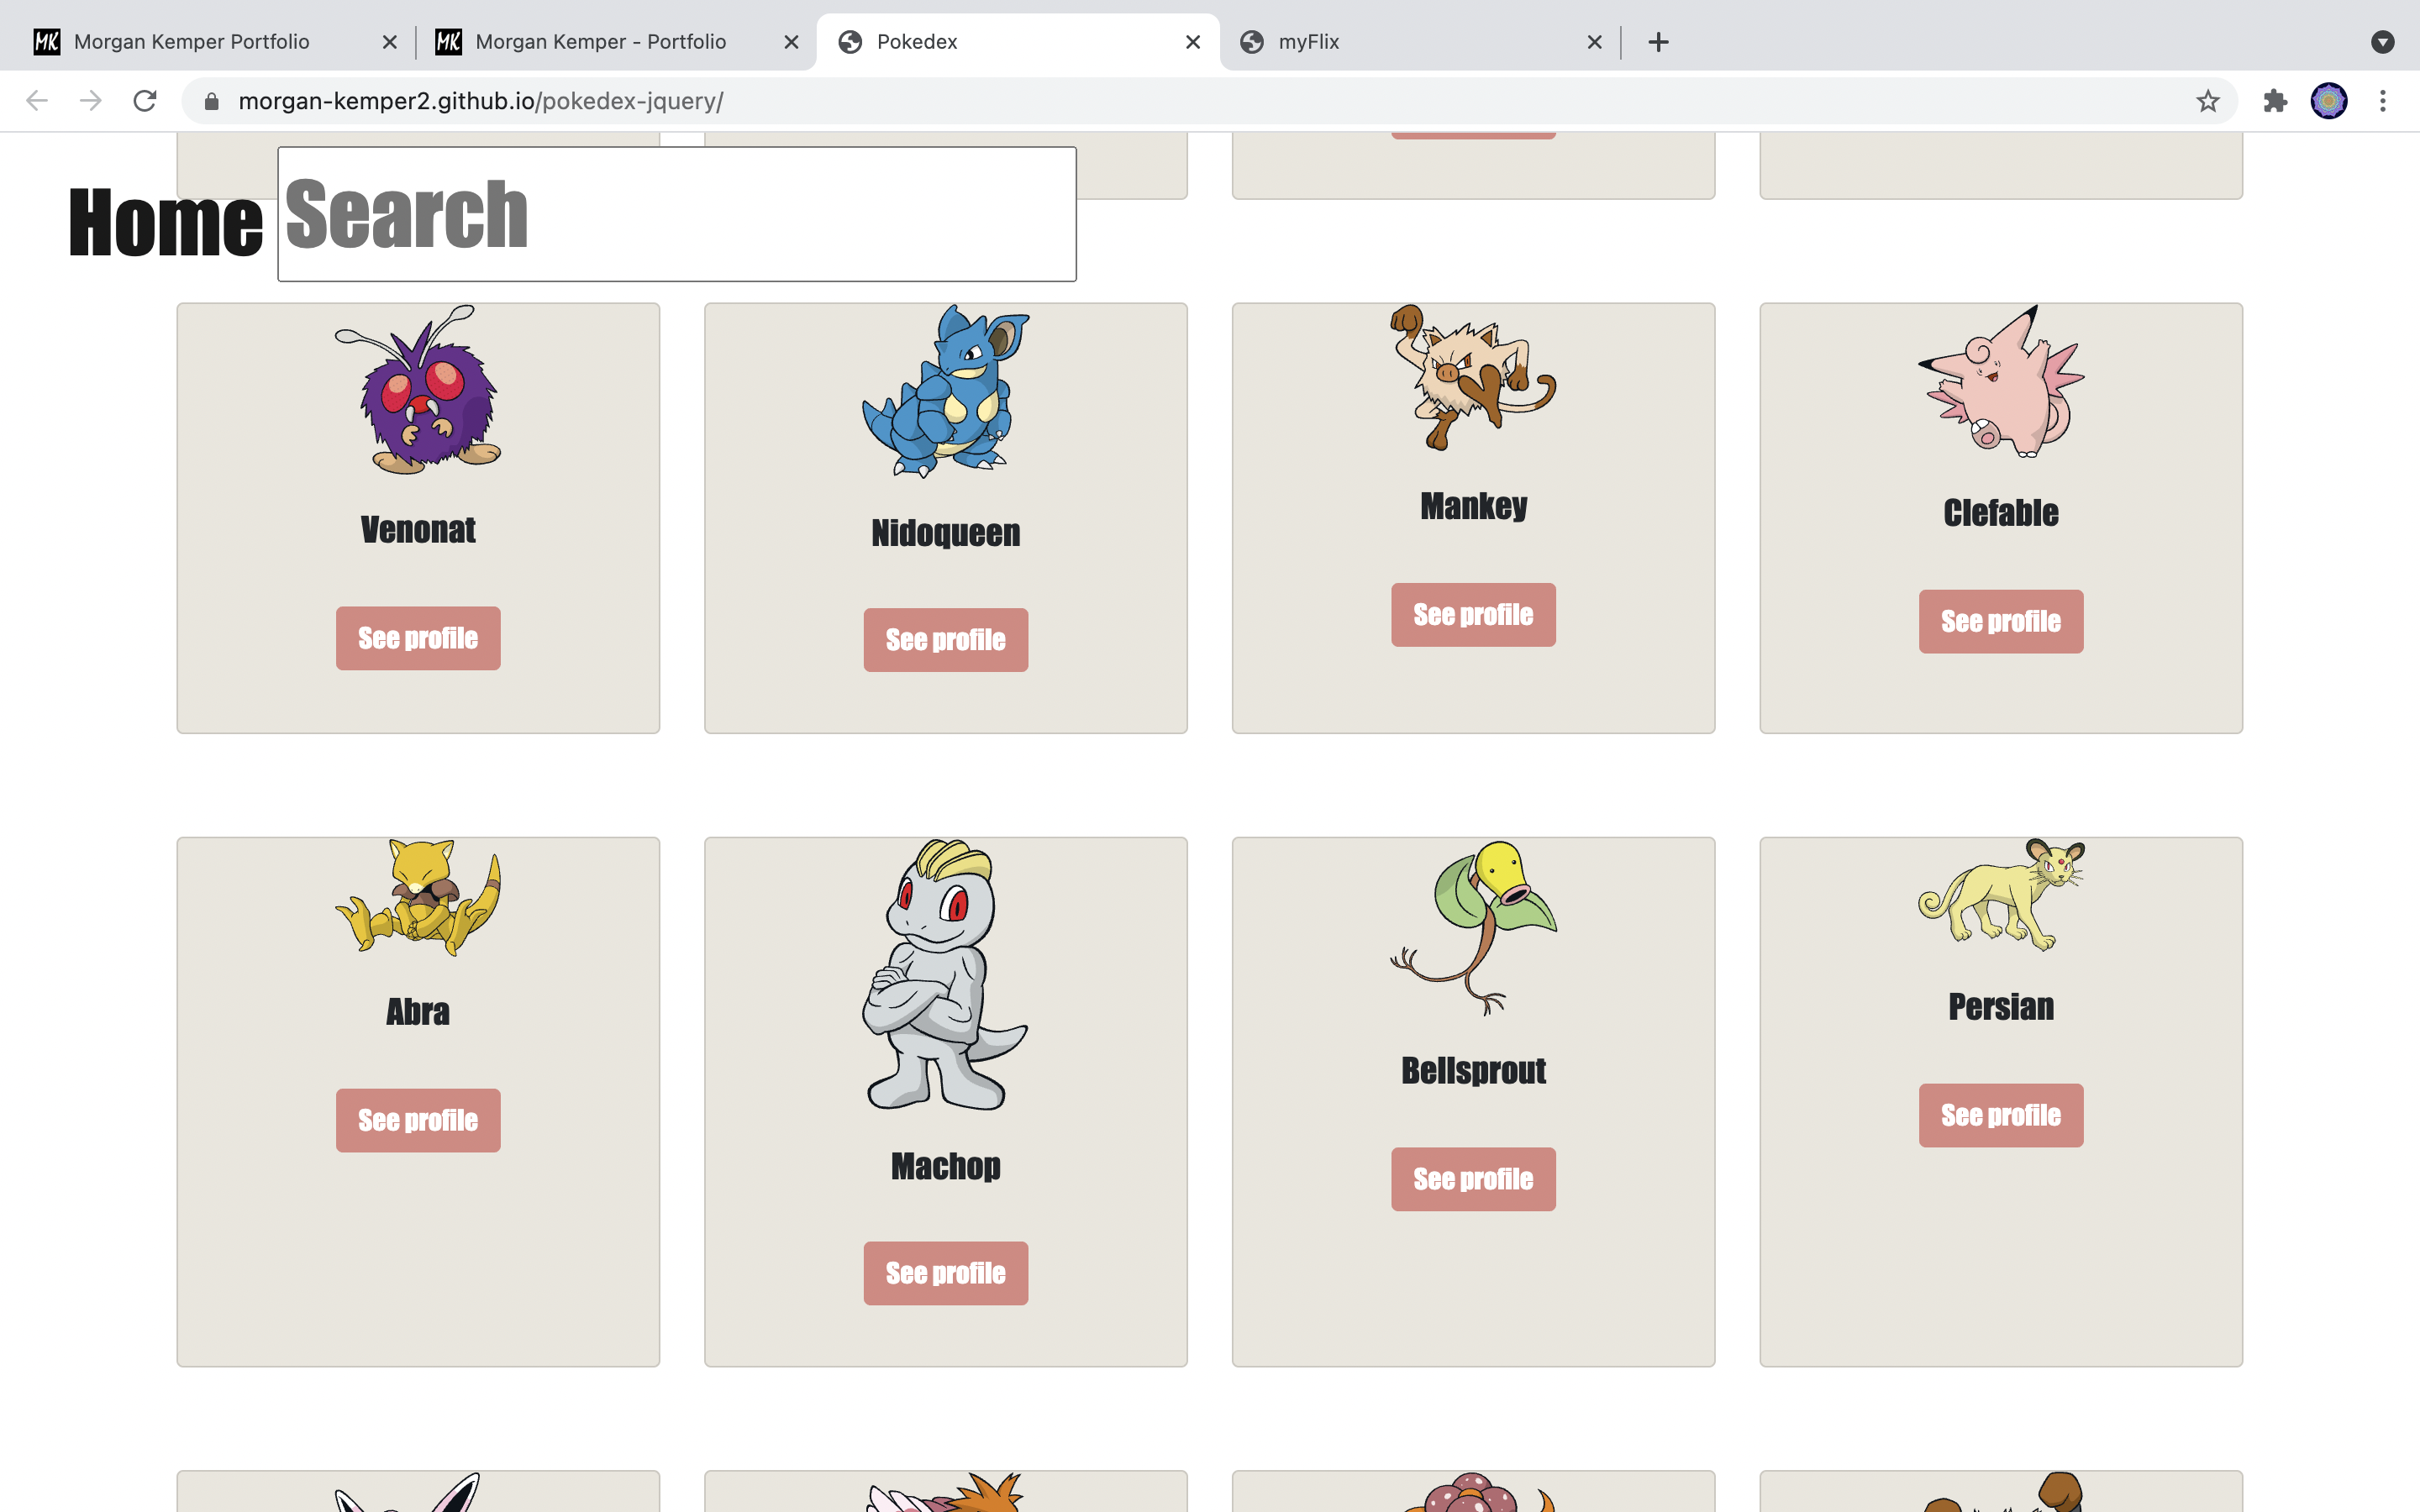 Morgan Kemper Portfolio
Morgan Kemper - Portfolio
Pokedex
myFlix
morgan-kemper2.github.io/pokedex-jquery/
Home
Search
Venonat
Nidoqueen
Mankey
Clefable
See profile
See profile
See profile
See profile
Abra
Machop
Bellsprout
Persian
See profile
See profile
See profile
See profile